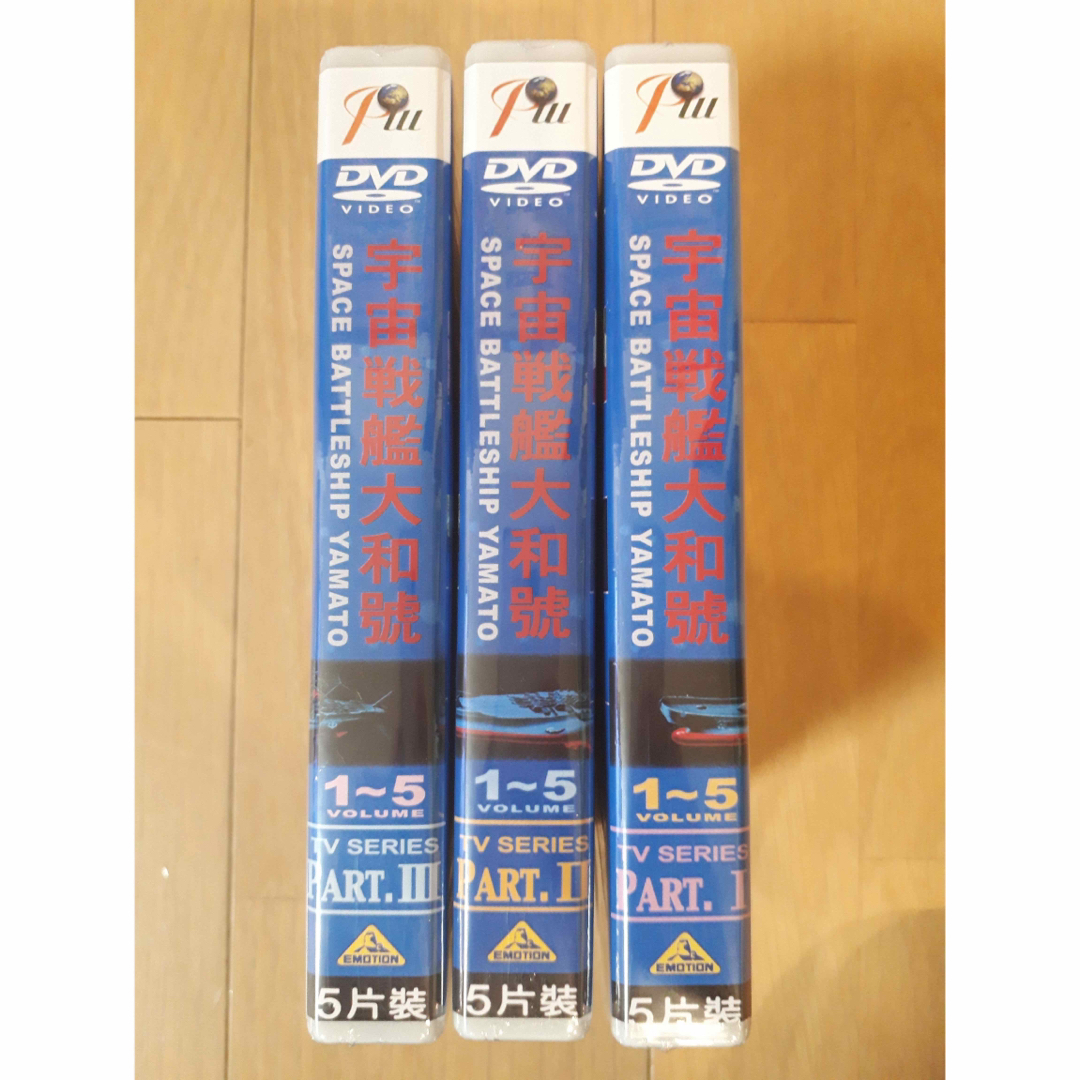 PW
DVD
VIDEO
宇宙戦艦大和號
SPACE BATTLESHIP YAMATO
1~5
VOLUME
TV SERIES
PART.III
EMOTION
5片裝
PW
DVD
VIDEO
宇宙戦艦大和號
SPACE BATTLESHIP YAMATO
1~5
VOLUME
TV SERIES
PART.II
EMOTION
5片裝
PW
DVD
VIDEO
宇宙戦艦大和號
SPACE BATTLESHIP YAMATO
1~5
VOLUME
TV SERIES
PART. I
EMOTION
5片裝